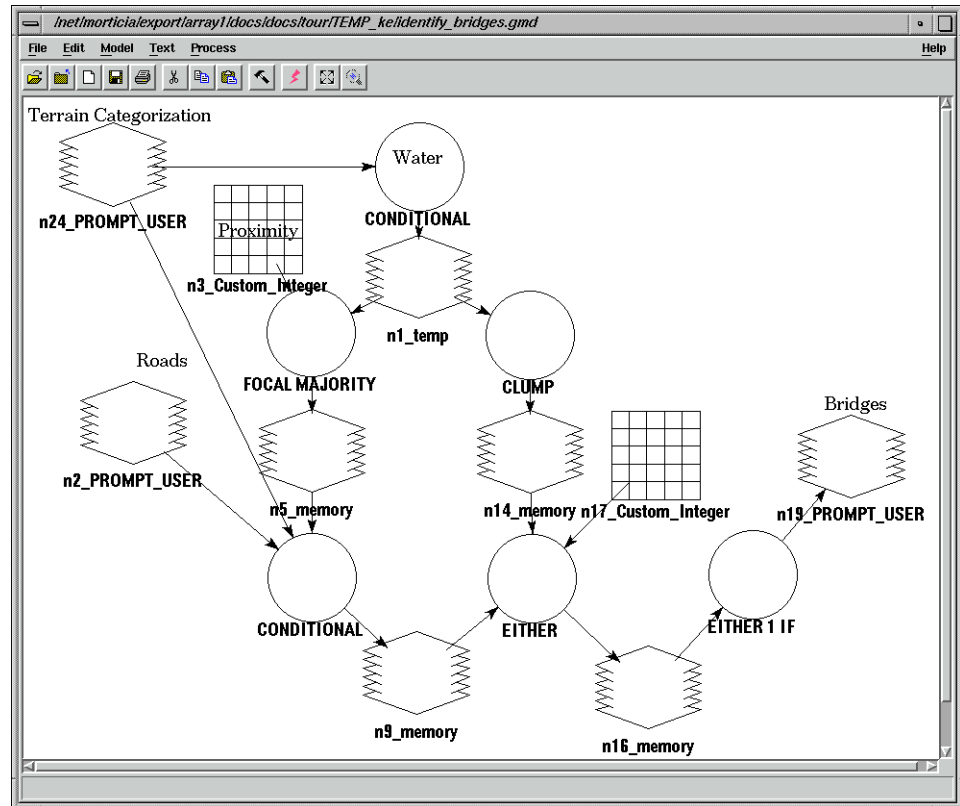 /net/morticia/export/array1/docs/docs/tour/TEMP_ke/identify_bridges.gmd
File Edit Model Text Process Help
Terrain Categorization
Water
n24_PROMPT_USER
CONDITIONAL
Proximity
n3_Custom_Integer
n1_temp
Roads
FOCAL MAJORITY
CLUMP
Bridges
n2_PROMPT_USER
n5_memory
n14_memory
n17_Custom_Integer
n19_PROMPT_USER
CONDITIONAL
EITHER
EITHER 1 IF
n9_memory
n16_memory